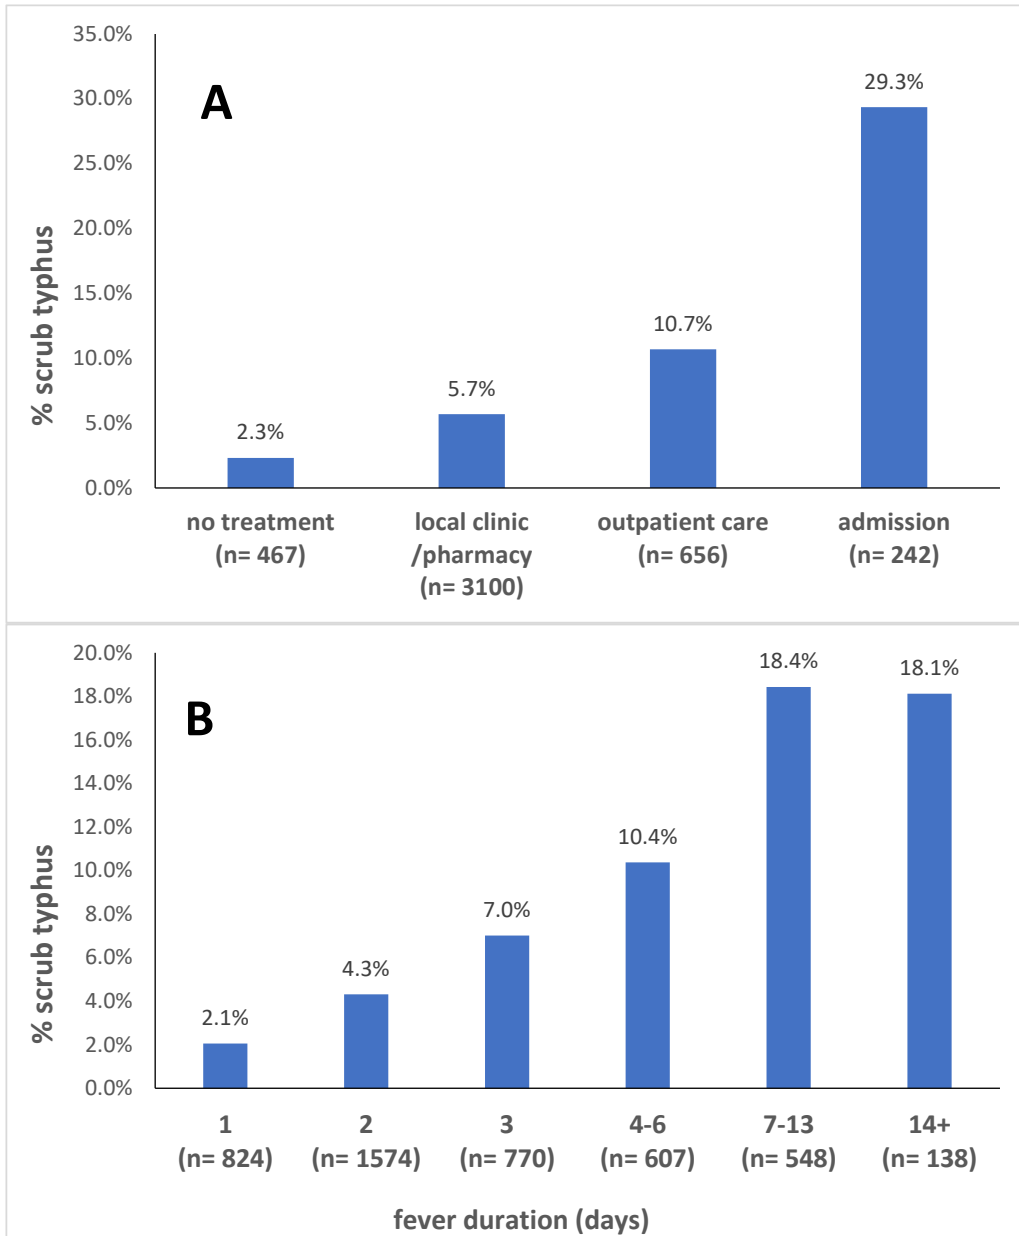 35.0%
30.0%
25.0%
20.0%
15.0%
10.0%
5.0%
0.0%
% scrub typhus
A
2.3%
5.7%
10.7%
29.3%
no treatment
(n= 467)
local clinic
/pharmacy
(n= 3100)
outpatient care
(n= 656)
admission
(n= 242)
20.0%
18.0%
16.0%
14.0%
12.0%
10.0%
8.0%
6.0%
4.0%
2.0%
0.0%
% scrub typhus
B
2.1%
4.3%
7.0%
10.4%
18.4%
18.1%
1
(n= 824)
2
(n= 1574)
3
(n= 770)
4-6
(n= 607)
7-13
(n= 548)
14+
(n= 138)
fever duration (days)